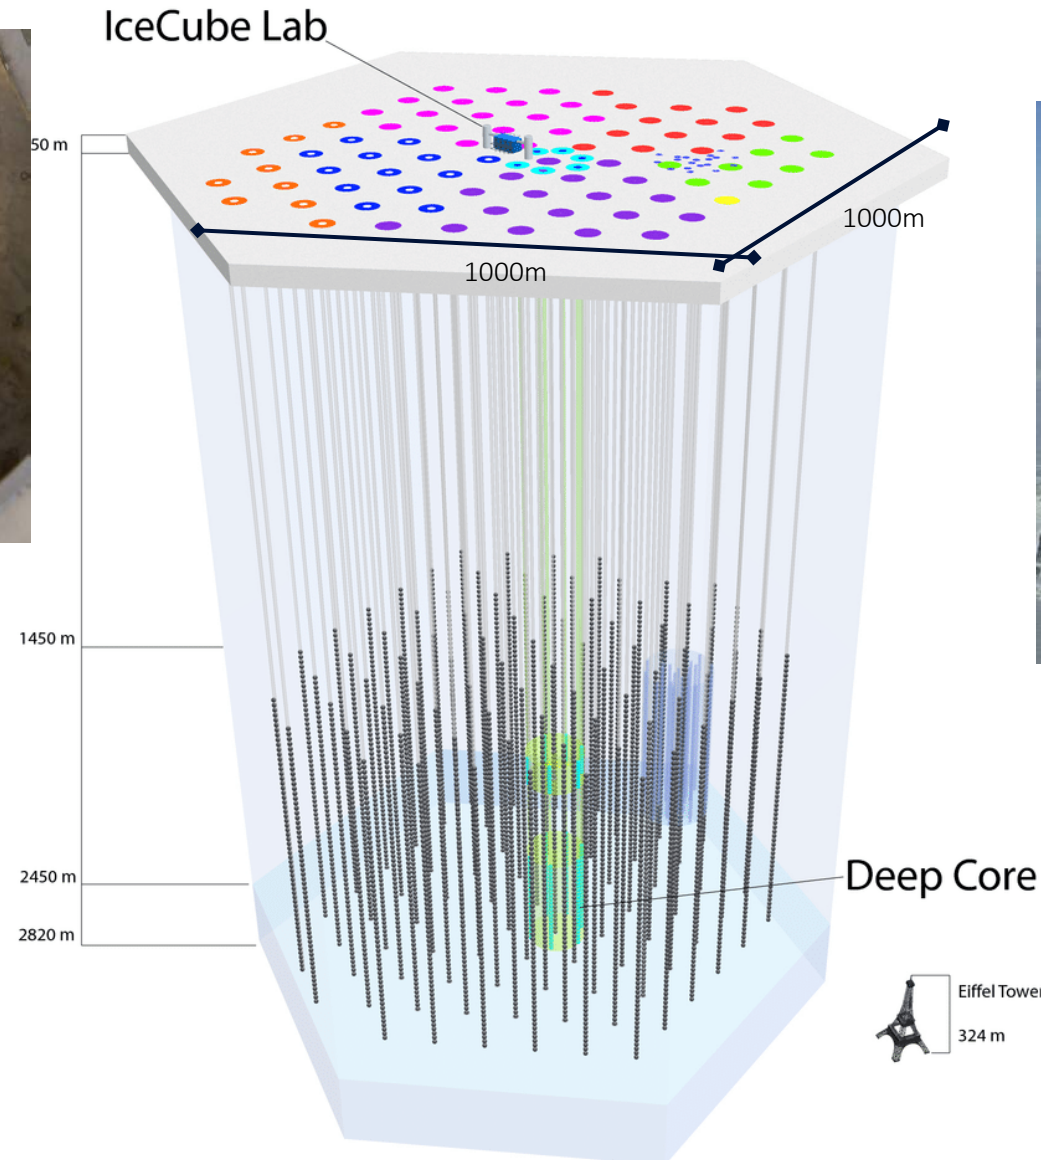 IceCube Lab
50 m
1000m
1000m
1450 m
2450 m
Deep Core
2820 m
Eiffel Tower
324 m